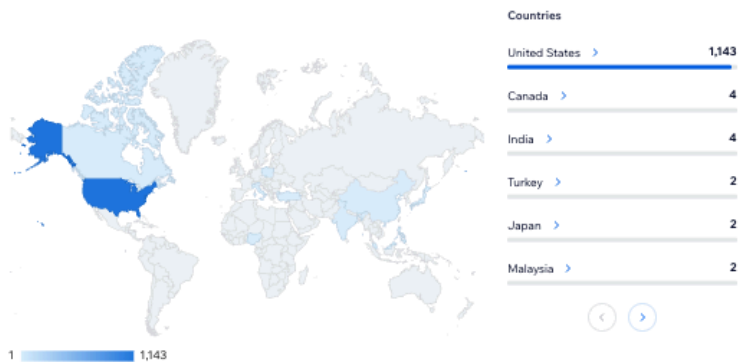 Countries
United States 1,143
Canada 4
India 4
Turkey 2
Japan 2
Malaysia 2
1 1,143